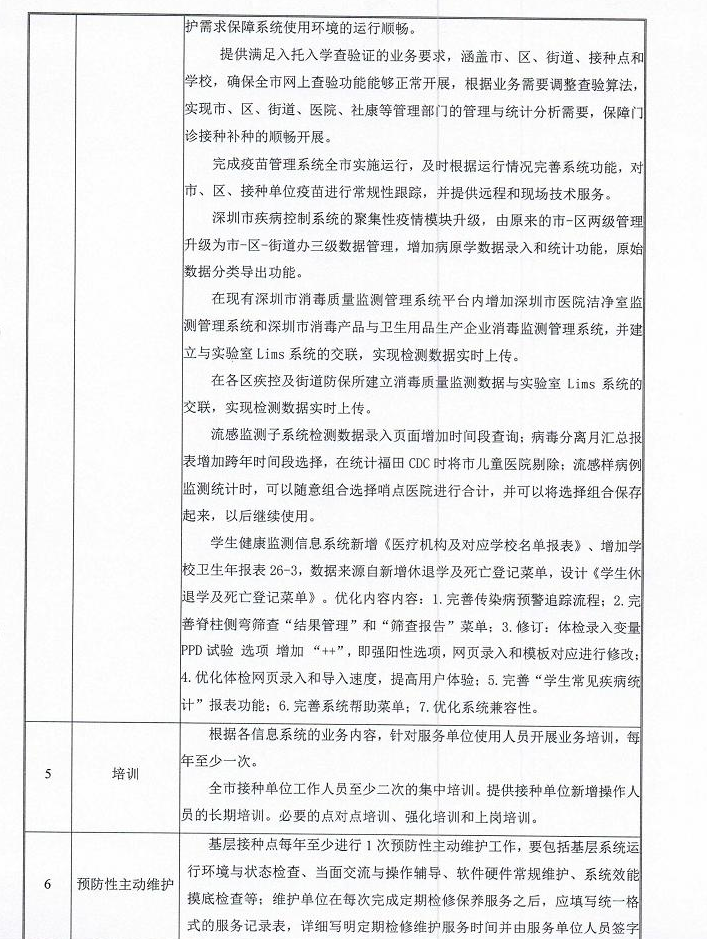 护需求保障系统使用环境的运行顺畅。
提供满足入托入学查验证的业务要求，涵盖市、区、街道、接种点和
学校，确保全市网上查验功能能够正常开展，根据业务需要调整查验算法，
实现市、区、街道、医院、社康等管理部门的管理与统计分析需要，保障门
诊接种补种的顺畅开展。
完成疫苗管理系统全市实施运行，及时根据运行情况完善系统功能，对
市、区、接种单位疫苗进行常规性跟踪，并提供远程和现场技术服务。
深圳市疾病控制系统的聚集性疫情模块升级，由原来的市-区两级管理
升级为市-区-街道办三级数据管理，增加病原学数据录入和统计功能，原始
数据分类导出功能。
在现有深圳市消毒质量监测管理系统平台内增加深圳市医院洁净室监
测管理系统和深圳市消毒产品与卫生用品生产企业消毒监测管理系统，并建
立与实验室 Lims 系统的交联，实现检测数据实时上传。
在各区疾控及街道防保所建立消毒质量监测数据与实验室 Lims 系统的
交联，实现检测数据实时上传。
流感监测子系统检测数据录入页面增加时间段查询；病毒分离月汇总报
表增加跨年时间段选择，在统计福田 CDC 时将市儿童医院剔除；流感样病例
监测统计时，可以随意组合选择哨点医院进行合计，并可以将选择组合保存
起来，以后继续使用。
学生健康监测信息系统新增《医疗机构及对应学校名单报表》、增加学
校卫生年报表 26-3，数据来源自新增休退学及死亡登记菜单，设计《学生休
退学及死亡登记菜单》。优化内容内容：1.完善传染病预警追踪流程；2.完
善脊柱侧弯筛查“结果管理”和“筛查报告”菜单；3.修订：体检录入变量
PPD 试验 选项 增加 “++”，即强阳性选项，网页录入和模板对应进行修改；
4.优化体检网页录入和导入速度，提高用户体验；5.完善“学生常见疾病统
计”报表功能；6.完善系统帮助菜单；7.优化系统兼容性。
5 培训 根据各信息系统的业务内容，针对服务单位使用人员开展业务培训，每
年至少一次。
全市接种单位工作人员至少二次的集中培训。提供接种单位新增操作人
员的长期培训。必要的点对点培训、强化培训和上岗培训。
6 预防性主动维护 基层接种点每年至少进行 1 次预防性主动维护工作，要包括基层系统运
行环境与状态检查、当面交流与操作辅导、软件硬件常规维护、系统效能
摸底检查等；维护单位在每次完成定期检修保养服务之后，应填写统一格
式的服务记录表，详细写明定期检修维护服务时间并由服务单位人员签字